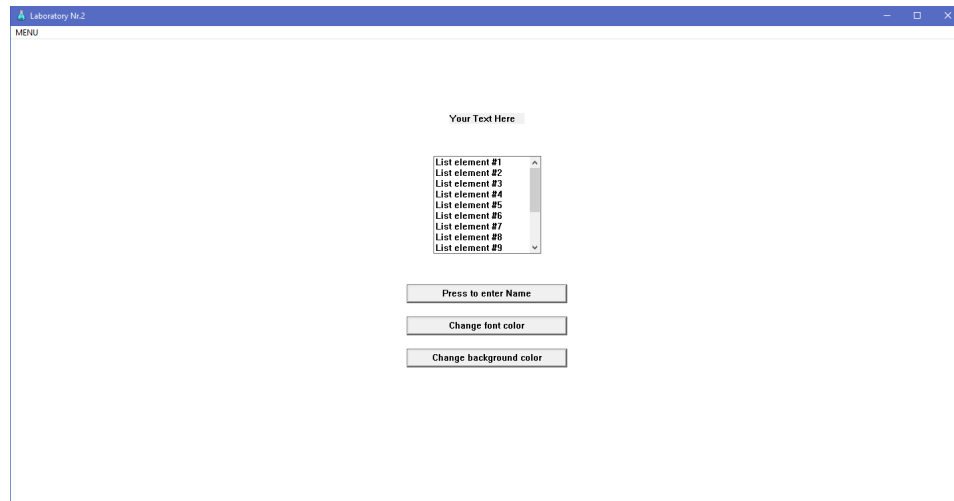 Laboratory Nr.2
MENU
Your Text Here
List element #1
List element #2
List element #3
List element #4
List element #5
List element #6
List element #7
List element #8
List element #9
Press to enter Name
Change font color
Change background color